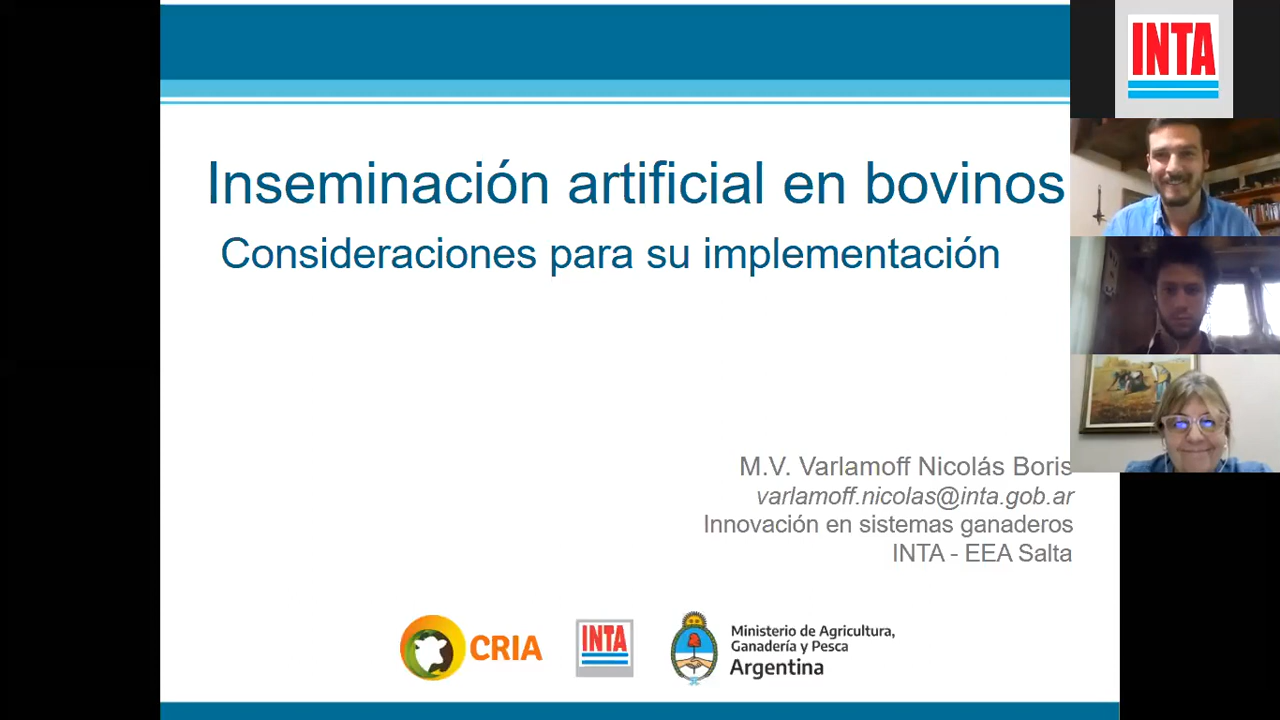 INTA
Inseminación artificial en bovinos
Consideraciones para su implementación
M.V. Varlamoff Nicolás Boris
varlamoff.nicolas@inta.gob.ar
Innovación en sistemas ganaderos
INTA - EEA Salta
CRIA
INTA
Ministerio de Agricultura,
Ganadería y Pesca
Argentina